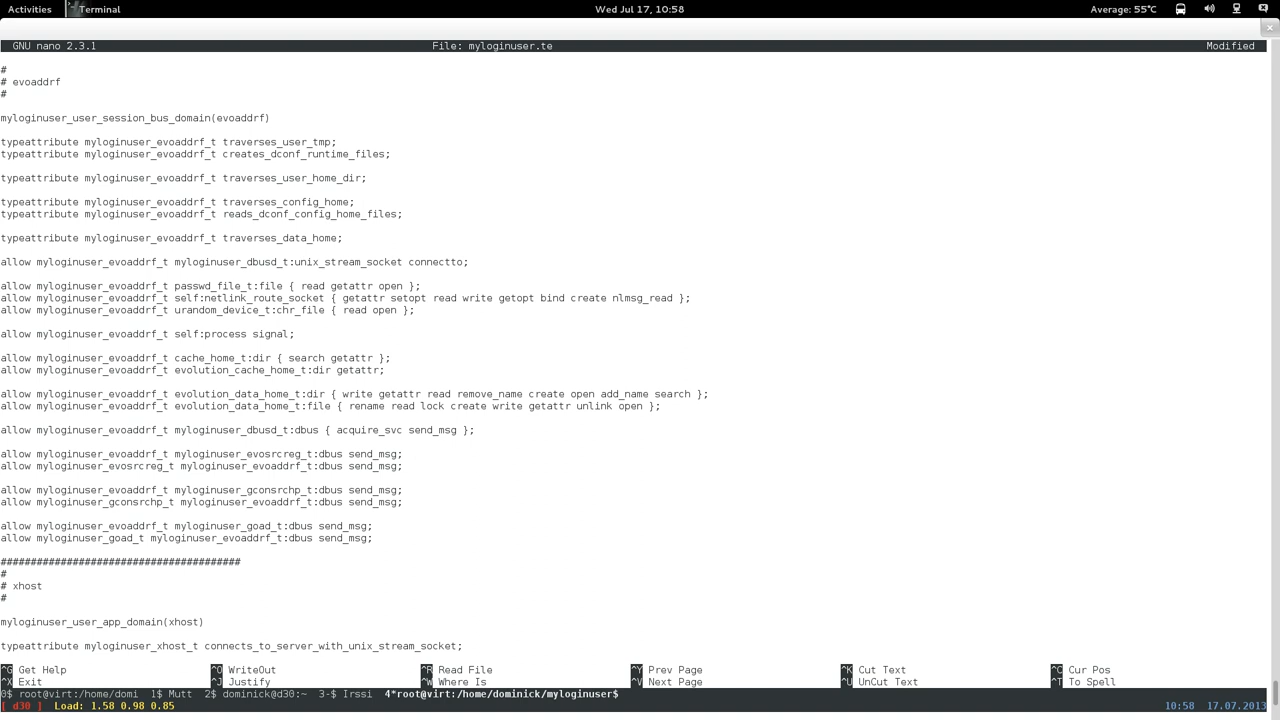 Activities Terminal Wed Jul 17, 10:58 Average: 55°C
GNU nano 2.3.1 File: myloginuser.te Modified
#
# evoaddrf
#
myloginuser_user_session_bus_domain(evoaddrf)
typeattribute myloginuser_evoaddrf_t traverses_user_tmp;
typeattribute myloginuser_evoaddrf_t creates_dconf_runtime_files;
typeattribute myloginuser_evoaddrf_t traverses_user_home_dir;
typeattribute myloginuser_evoaddrf_t traverses_config_home;
typeattribute myloginuser_evoaddrf_t reads_dconf_config_home_files;
typeattribute myloginuser_evoaddrf_t traverses_data_home;
allow myloginuser_evoaddrf_t myloginuser_dbusd_t:unix_stream_socket connectto;
allow myloginuser_evoaddrf_t passwd_file_t:file { read getattr open };
allow myloginuser_evoaddrf_t self:netlink_route_socket { getattr setopt read write getopt bind create nlmsg_read };
allow myloginuser_evoaddrf_t urandom_device_t:chr_file { read open };
allow myloginuser_evoaddrf_t self:process signal;
allow myloginuser_evoaddrf_t cache_home_t:dir { search getattr };
allow myloginuser_evoaddrf_t evolution_cache_home_t:dir getattr;
allow myloginuser_evoaddrf_t evolution_data_home_t:dir { write getattr read remove_name create open add_name search };
allow myloginuser_evoaddrf_t evolution_data_home_t:file { rename read lock create write getattr unlink open };
allow myloginuser_evoaddrf_t myloginuser_dbusd_t:dbus { acquire_svc send_msg };
allow myloginuser_evoaddrf_t myloginuser_evosrcreg_t:dbus send_msg;
allow myloginuser_evosrcreg_t myloginuser_evoaddrf_t:dbus send_msg;
allow myloginuser_evoaddrf_t myloginuser_gconsrchp_t:dbus send_msg;
allow myloginuser_gconsrchp_t myloginuser_evoaddrf_t:dbus send_msg;
allow myloginuser_evoaddrf_t myloginuser_goad_t:dbus send_msg;
allow myloginuser_goad_t myloginuser_evoaddrf_t:dbus send_msg;
########################################
#
# xhost
#
myloginuser_user_app_domain(xhost)
typeattribute myloginuser_xhost_t connects_to_server_with_unix_stream_socket;
^G Get Help ^O WriteOut ^R Read File ^Y Prev Page ^K Cut Text ^C Cur Pos
^X Exit ^J Justify ^W Where Is ^V Next Page ^U UnCut Text ^T To Spell
0$ root@virt:/home/domi 1$ Mutt 2$ dominick@d30:~ 3-$ Irssi 4*root@virt:/home/dominick/myloginuser$
[ d30 ] Load: 1.58 0.98 0.85 10:58 17.07.2013